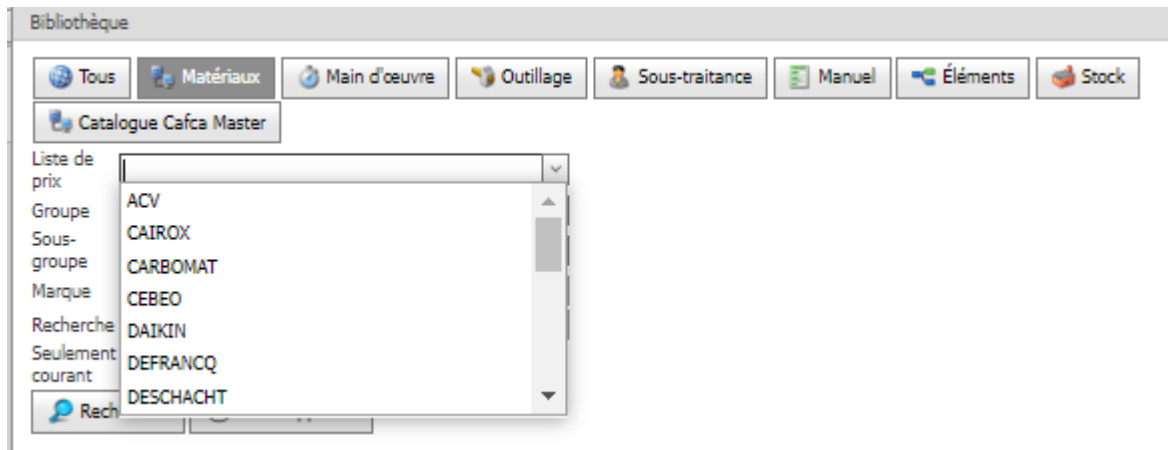 Bibliothèque
Tous Matériaux Main d'œuvre Outillage Sous-traitance Manuel Éléments Stock
Catalogue Cafca Master
Liste de
prix
ACV
Groupe
CAIROX
Sous-
groupe
CARBOMAT
Marque
CEBEO
Recherche
DAIKIN
Seulement
courant
DEFRANCQ
DESCHACHT
Rech